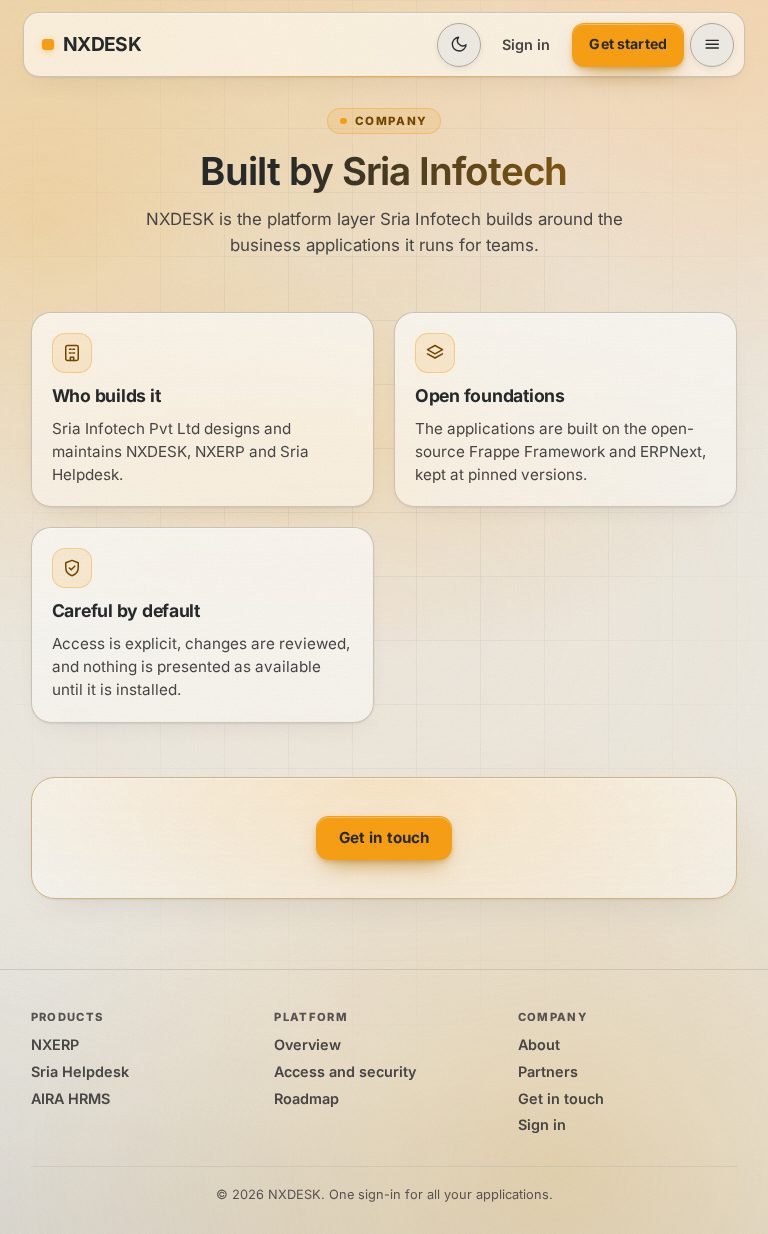 NXDESK
Sign in
Get started
COMPANY
Built by Sria Infotech
NXDESK is the platform layer Sria Infotech builds around the
business applications it runs for teams.
Who builds it
Sria Infotech Pvt Ltd designs and
maintains NXDESK, NXERP and Sria
Helpdesk.
Open foundations
The applications are built on the open-
source Frappe Framework and ERPNext,
kept at pinned versions.
Careful by default
Access is explicit, changes are reviewed,
and nothing is presented as available
until it is installed.
Get in touch
PRODUCTS
NXERP
Sria Helpdesk
AIRA HRMS
PLATFORM
Overview
Access and security
Roadmap
COMPANY
About
Partners
Get in touch
Sign in
© 2026 NXDESK. One sign-in for all your applications.